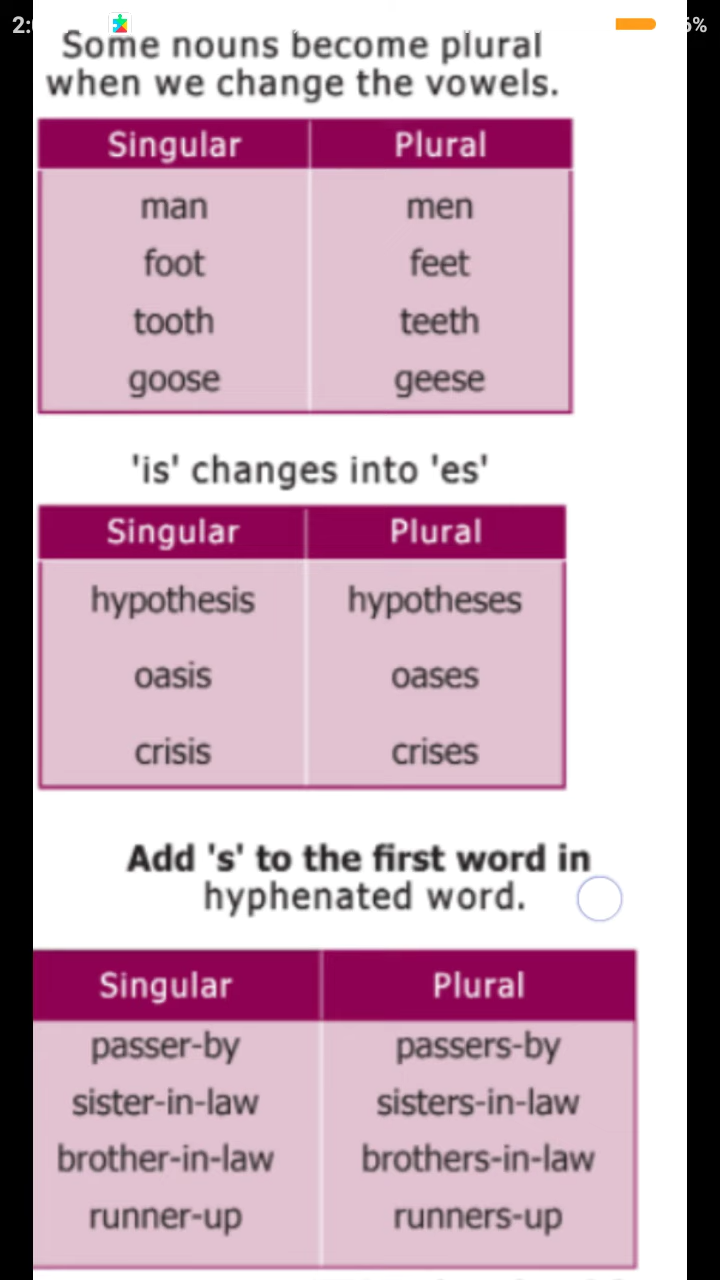 Some nouns become plural
when we change the vowels.
Singular Plural
man men
foot feet
tooth teeth
goose geese
'is' changes into 'es'
Singular Plural
hypothesis hypotheses
oasis oases
crisis crises
Add 's' to the first word in
hyphenated word.
Singular Plural
passer-by passers-by
sister-in-law sisters-in-law
brother-in-law brothers-in-law
runner-up runners-up